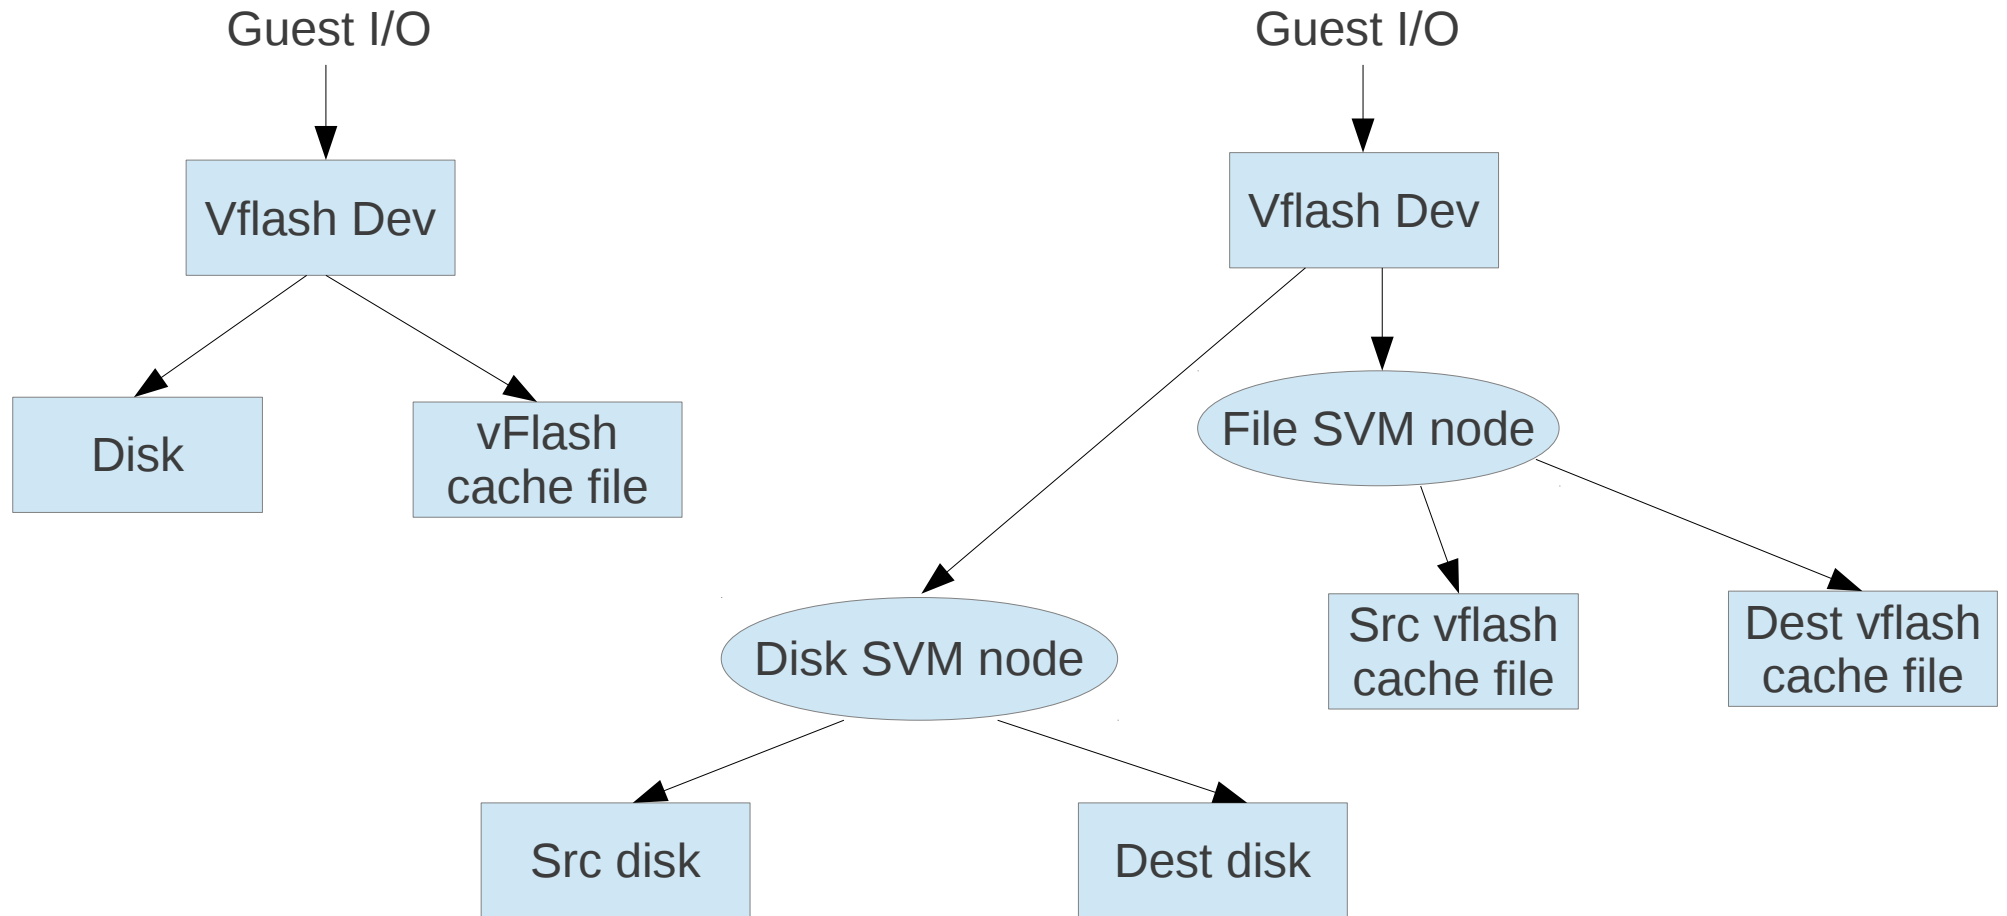 Guest I/O
Vflash Dev
Disk
vFlash
cache file
Guest I/O
Vflash Dev
File SVM node
Disk SVM node
Src vflash
cache file
Dest vflash
cache file
Src disk
Dest disk